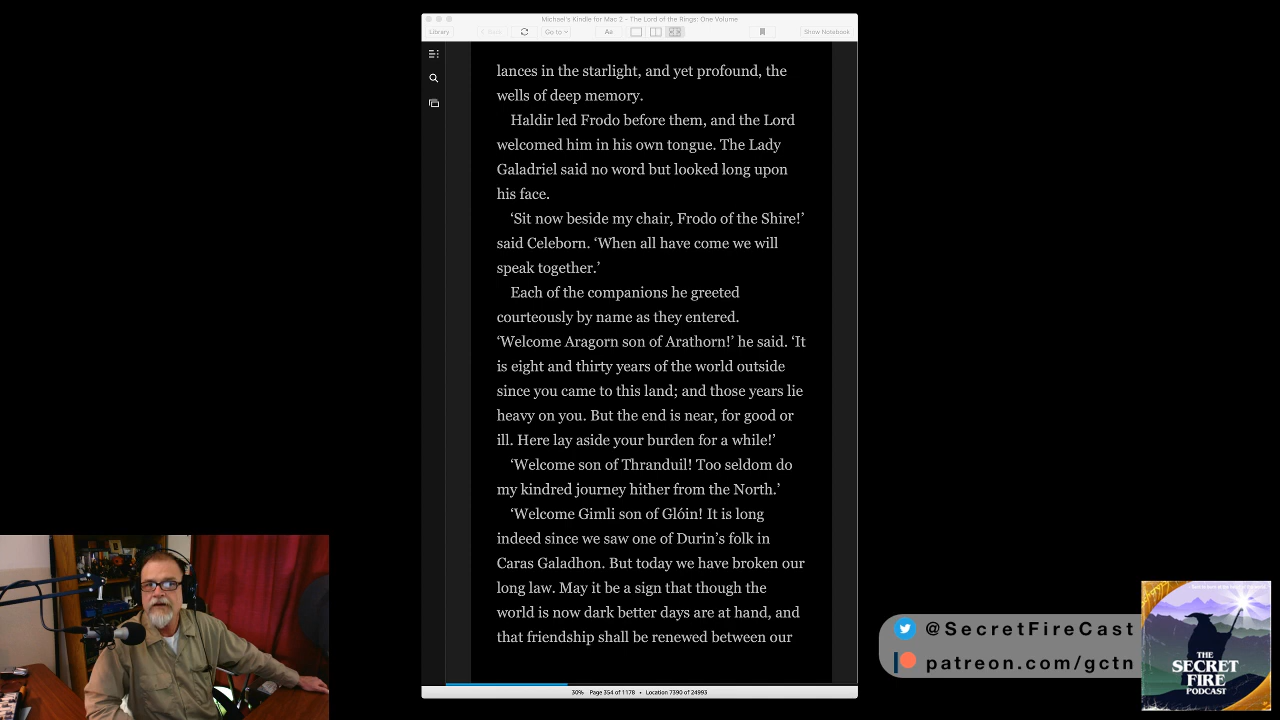 Michael's Kindle for Mac 2 - The Lord of the Rings: One Volume
Library
Back
Go to
Aa
Show Notebook
lances in the starlight, and yet profound, the
wells of deep memory.
Haldir led Frodo before them, and the Lord
welcomed him in his own tongue. The Lady
Galadriel said no word but looked long upon
his face.
‘Sit now beside my chair, Frodo of the Shire!’
said Celeborn. ‘When all have come we will
speak together.’
Each of the companions he greeted
courteously by name as they entered.
‘Welcome Aragorn son of Arathorn!’ he said. ‘It
is eight and thirty years of the world outside
since you came to this land; and those years lie
heavy on you. But the end is near, for good or
ill. Here lay aside your burden for a while!’
‘Welcome son of Thranduil! Too seldom do
my kindred journey hither from the North.’
‘Welcome Gimli son of Glóin! It is long
indeed since we saw one of Durin’s folk in
Caras Galadhon. But today we have broken our
long law. May it be a sign that though the
world is now dark better days are at hand, and
that friendship shall be renewed between our
30% Page 354 of 1178 • Location 7390 of 24993
@SecretFireCast
patreon.com/gctn
THE
SECRET
FIRE
PODCAST